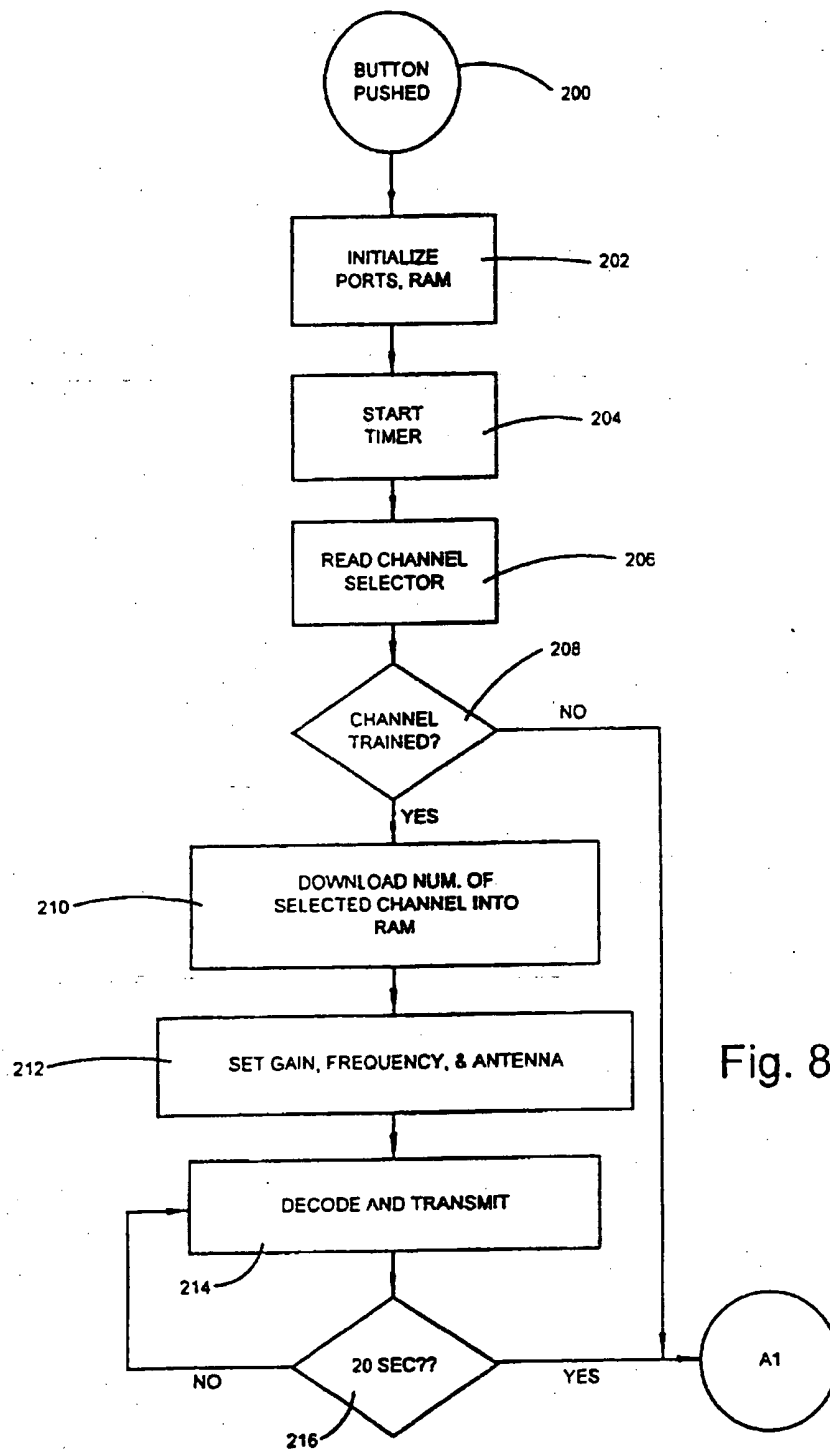 BUTTON
PUSHED
200
INITIALIZE
PORTS, RAM
202
START
TIMER
204
READ CHANNEL
SELECTOR
206
208
CHANNEL
TRAINED?
NO
YES
DOWNLOAD NUM. OF
SELECTED CHANNEL INTO
RAM
210
SET GAIN, FREQUENCY, & ANTENNA
212
Fig. 8
DECODE AND TRANSMIT
214
20 SEC??
NO
YES
A1
216